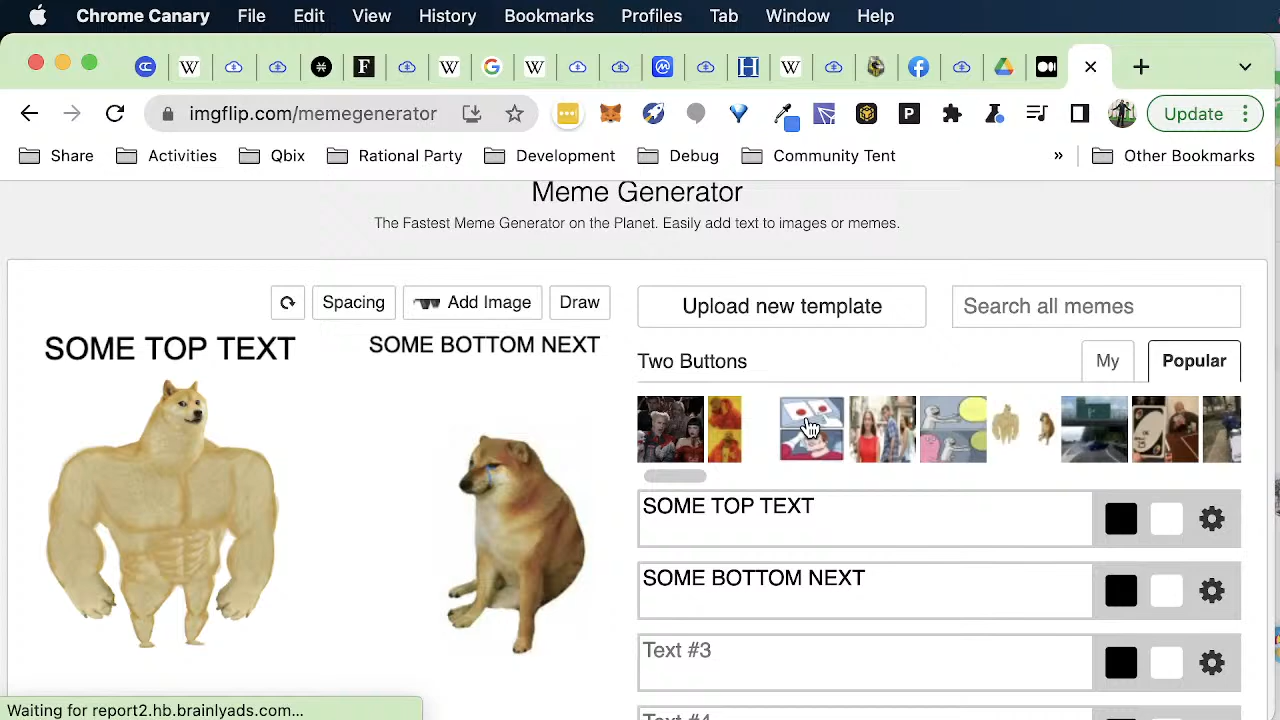 Chrome Canary File Edit View History Bookmarks Profiles Tab Window Help
imgflip.com/memegenerator Update
Share Activities Qbix Rational Party Development Debug Community Tent » Other Bookmarks
Meme Generator
The Fastest Meme Generator on the Planet. Easily add text to images or memes.
Spacing Add Image Draw
Upload new template Search all memes
SOME TOP TEXT SOME BOTTOM NEXT
Two Buttons My Popular
SOME TOP TEXT
SOME BOTTOM NEXT
Text #3
Text #4
Waiting for report2.hb.brainlyads.com...